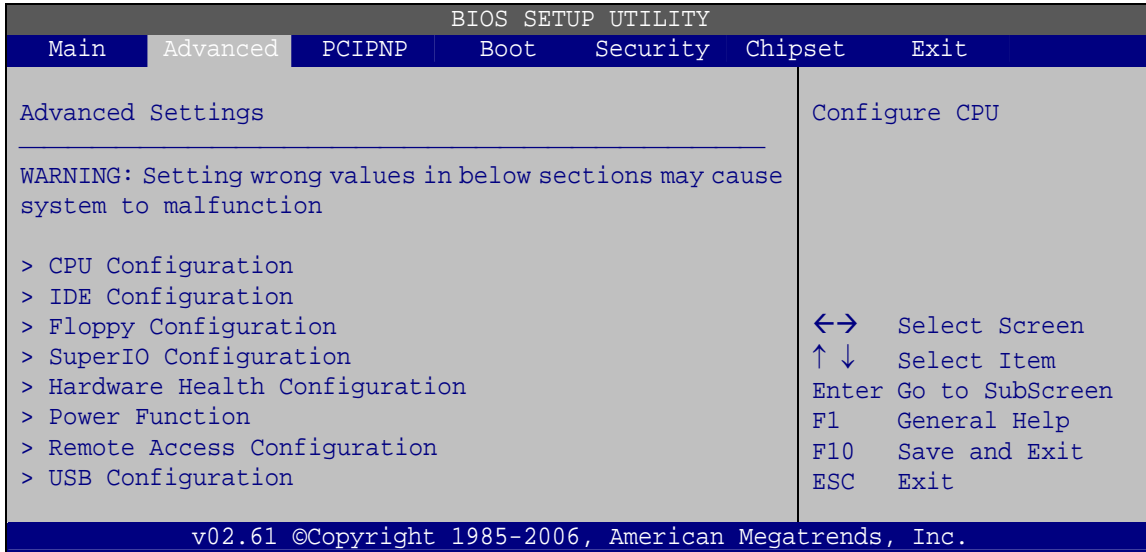 BIOS SETUP UTILITY
Main Advanced PCIPNP Boot Security Chipset Exit
Advanced Settings
WARNING: Setting wrong values in below sections may cause
system to malfunction
> CPU Configuration
> IDE Configuration
> Floppy Configuration
> SuperIO Configuration
> Hardware Health Configuration
> Power Function
> Remote Access Configuration
> USB Configuration
Configure CPU
←→ Select Screen
↑ ↓ Select Item
Enter Go to SubScreen
F1 General Help
F10 Save and Exit
ESC Exit
v02.61 ©Copyright 1985-2006, American Megatrends, Inc.